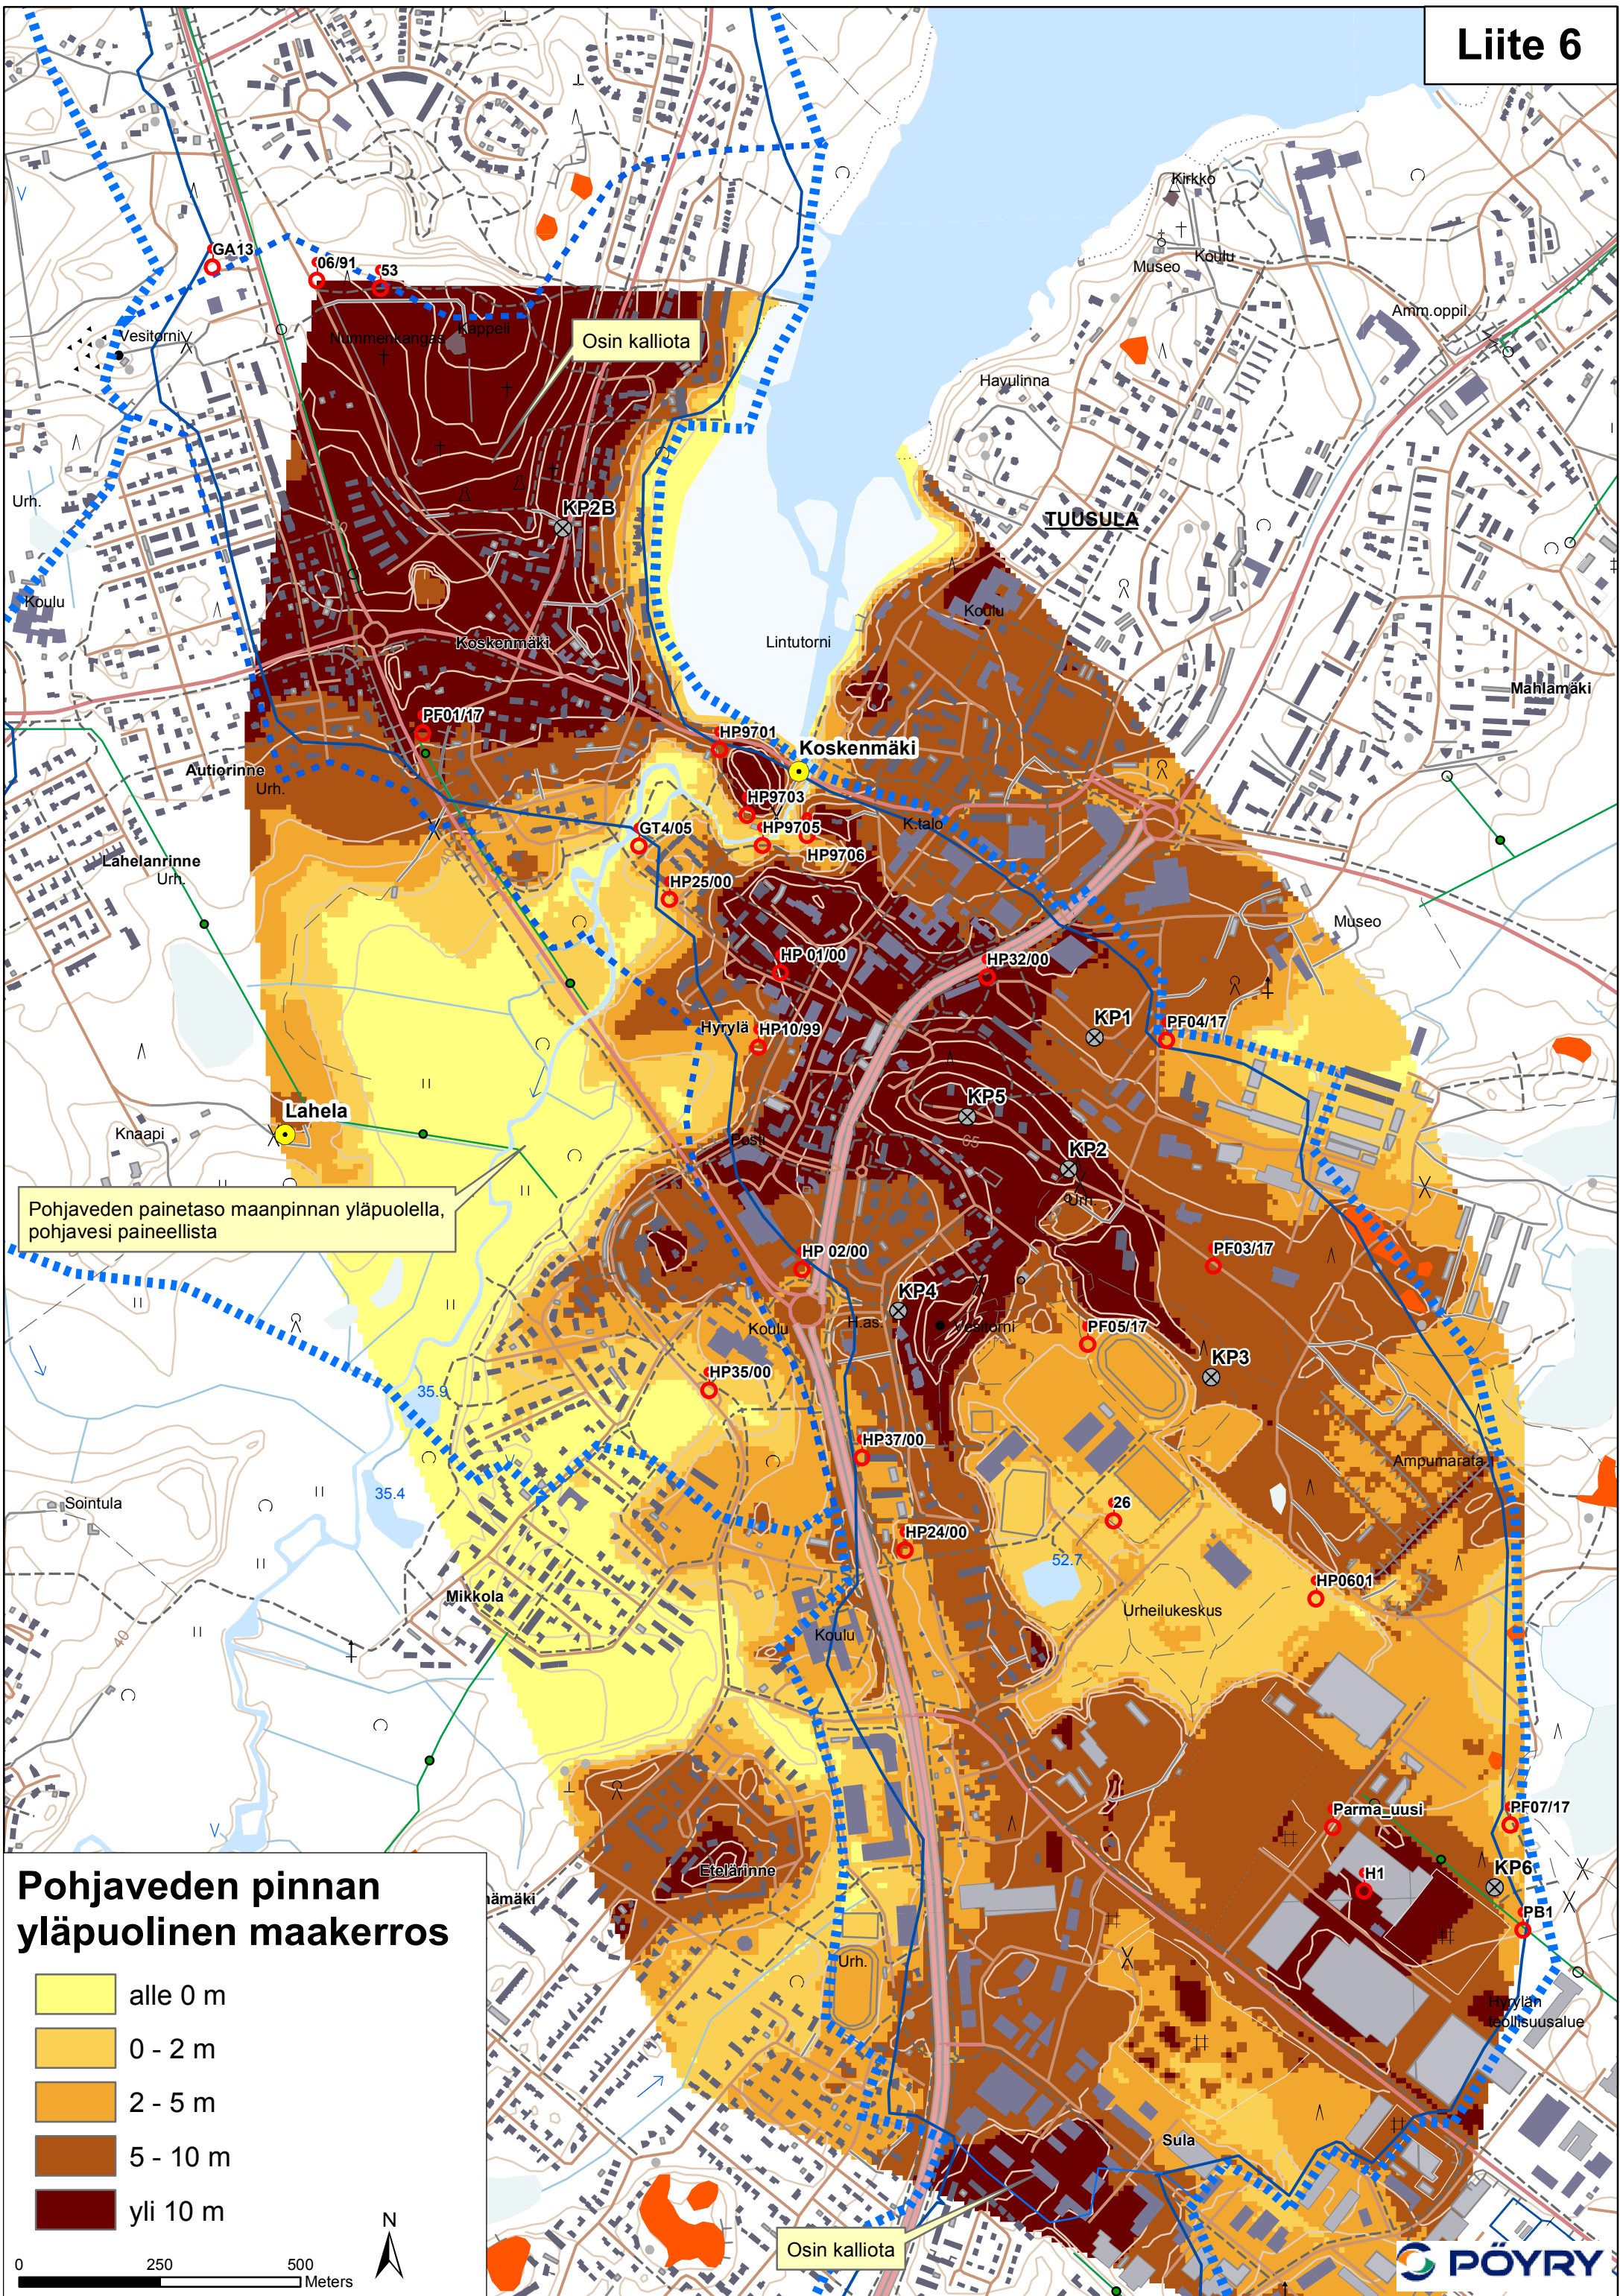 Liite 6
Kirkko
Koulu
Museo
GA13
06/91
53
Vesitorni
Nummenkangas
Kappeli
Osin kalliota
Amm.oppil.
Havulinna
Urh.
KP2B
TUUSULA
Koulu
Koulu
Koskenmäki
Lintutorni
Mahlamäki
PF01/17
HP9701
Koskenmäki
Autiorinne
Urh.
HP9703
GT4/05
HP9705
K.talo
HP9706
Lahelanrinne
Urh.
HP25/00
Museo
HP 01/00
HP32/00
Hyrylä
HP10/99
KP1
PF04/17
Lahela
KP5
65
Knaapi
Posti
KP2
Urh.
Pohjaveden painetaso maanpinnan yläpuolella,
pohjavesi paineellista
HP 02/00
PF03/17
KP4
Koulu
H.as.
Vesitorni
PF05/17
HP35/00
KP3
35.9
HP37/00
Ampumarata
35.4
Sointula
26
HP24/00
52.7
HP0601
Mikkola
Urheilukeskus
40
Koulu
Parma_uusi
PF07/17
Etelärinne
H1
KP6
PB1
Urh.
Hyrylän
teollisuusalue
Sula
Osin kalliota
Pohjaveden pinnan
yläpuolinen maakerros
alle 0 m
0 - 2 m
2 - 5 m
5 - 10 m
yli 10 m
N
0 250 500
Meters
PÖYRY